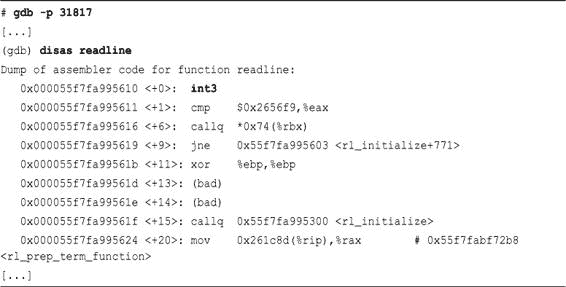 # gdb -p 31817
[...]
(gdb) disas readline
Dump of assembler code for function readline:
0x000055f7fa995610 <+0>: int3
0x000055f7fa995611 <+1>: cmp $0x2656f9,%eax
0x000055f7fa995616 <+6>: callq *0x74(%rbx)
0x000055f7fa995619 <+9>: jne 0x55f7fa995603 <rl_initialize+771>
0x000055f7fa99561b <+11>: xor %ebp,%ebp
0x000055f7fa99561d <+13>: (bad)
0x000055f7fa99561e <+14>: (bad)
0x000055f7fa99561f <+15>: callq 0x55f7fa995300 <rl_initialize>
0x000055f7fa995624 <+20>: mov 0x261c8d(%rip),%rax # 0x55f7fabf72b8
<rl_prep_term_function>
[...]